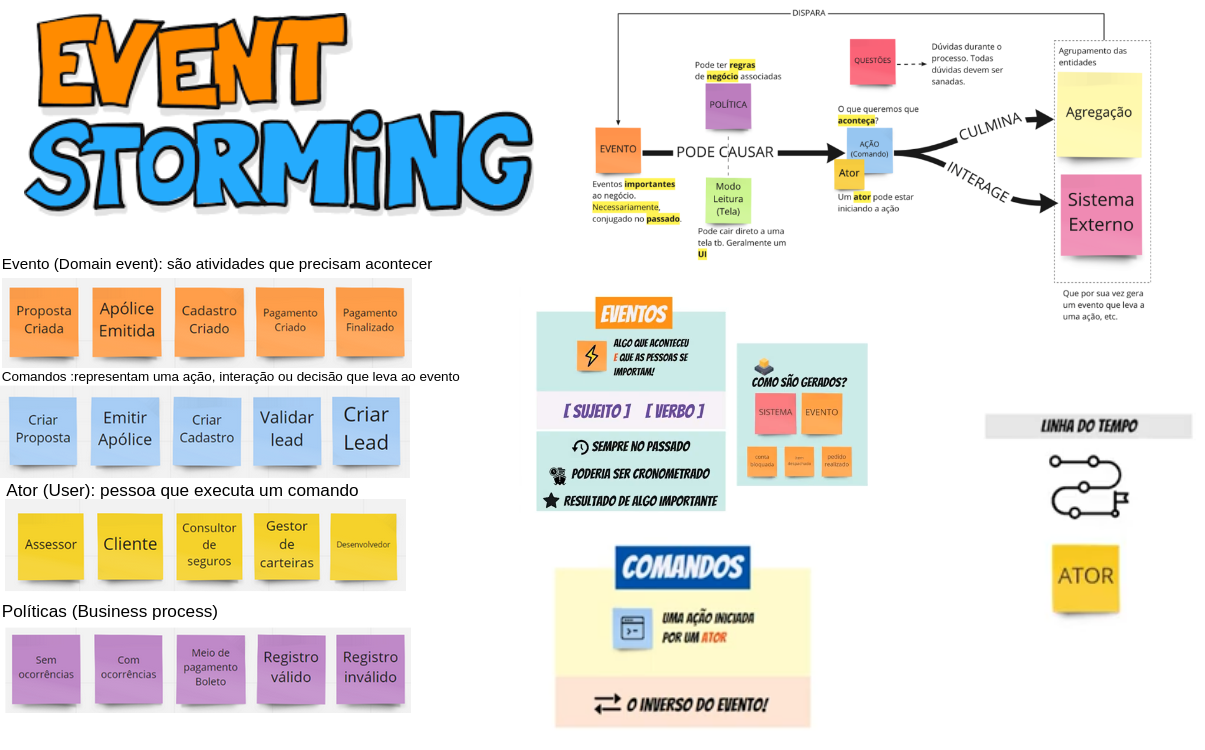 EVENT
STORMiNG
DISPARA
QUESTÕES
Dúvidas durante o
processo. Todas
dúvidas devem ser
sanadas.
Agrupamento das
entidades
Pode ter regras
de negócio associadas
POLÍTICA
O que queremos que
aconteça?
EVENTO
PODE CAUSAR
AÇÃO
(Comando)
Ator
CULMINA
INTERAGE
Agregação
Sistema
Externo
Eventos importantes
ao negócio.
Necessariamente,
conjugado no passado.
Modo
Leitura
(Tela)
Um ator pode estar
iniciando a ação
Pode cair direto a uma
tela tb. Geralmente um
UI
Que por sua vez gera
um evento que leva a
uma ação, etc.
Evento (Domain event): são atividades que precisam acontecer
Proposta
Criada
Apólice
Emitida
Cadastro
Criado
Pagamento
Criado
Pagamento
Finalizado
Comandos :representam uma ação, interação ou decisão que leva ao evento
Criar
Proposta
Emitir
Apólice
Criar
Cadastro
Validar
lead
Criar
Lead
Ator (User): pessoa que executa um comando
Assessor
Cliente
Consultor
de
seguros
Gestor
de
carteiras
Desenvolvedor
Políticas (Business process)
Sem
ocorrências
Com
ocorrências
Meio de
pagamento
Boleto
Registro
válido
Registro
inválido
EVENTOS
ALGO QUE ACONTECEU
E QUE AS PESSOAS SE
IMPORTAM!
[ SUJEITO ] [ VERBO ]
SEMPRE NO PASSADO
PODERIA SER CRONOMETRADO
RESULTADO DE ALGO IMPORTANTE
COMO SÃO GERADOS?
SISTEMA
EVENTO
conta
bloqueada
pedido
realizado
COMANDOS
UMA AÇÃO INICIADA
POR UM ATOR
O INVERSO DO EVENTO!
LINHA DO TEMPO
ATOR